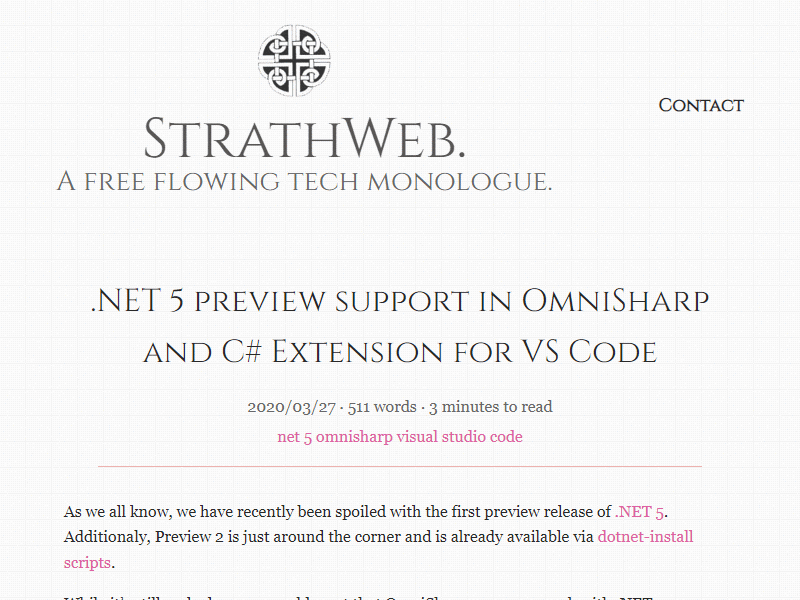 Contact
StrathWeb.
A free flowing tech monologue.
.NET 5 preview support in OmniSharp
and C# Extension for VS Code
2020/03/27 · 511 words · 3 minutes to read
net 5 omnisharp visual studio code
As we all know, we have recently been spoiled with the first preview release of .NET 5.
Additionaly, Preview 2 is just around the corner and is already available via dotnet-install
scripts.